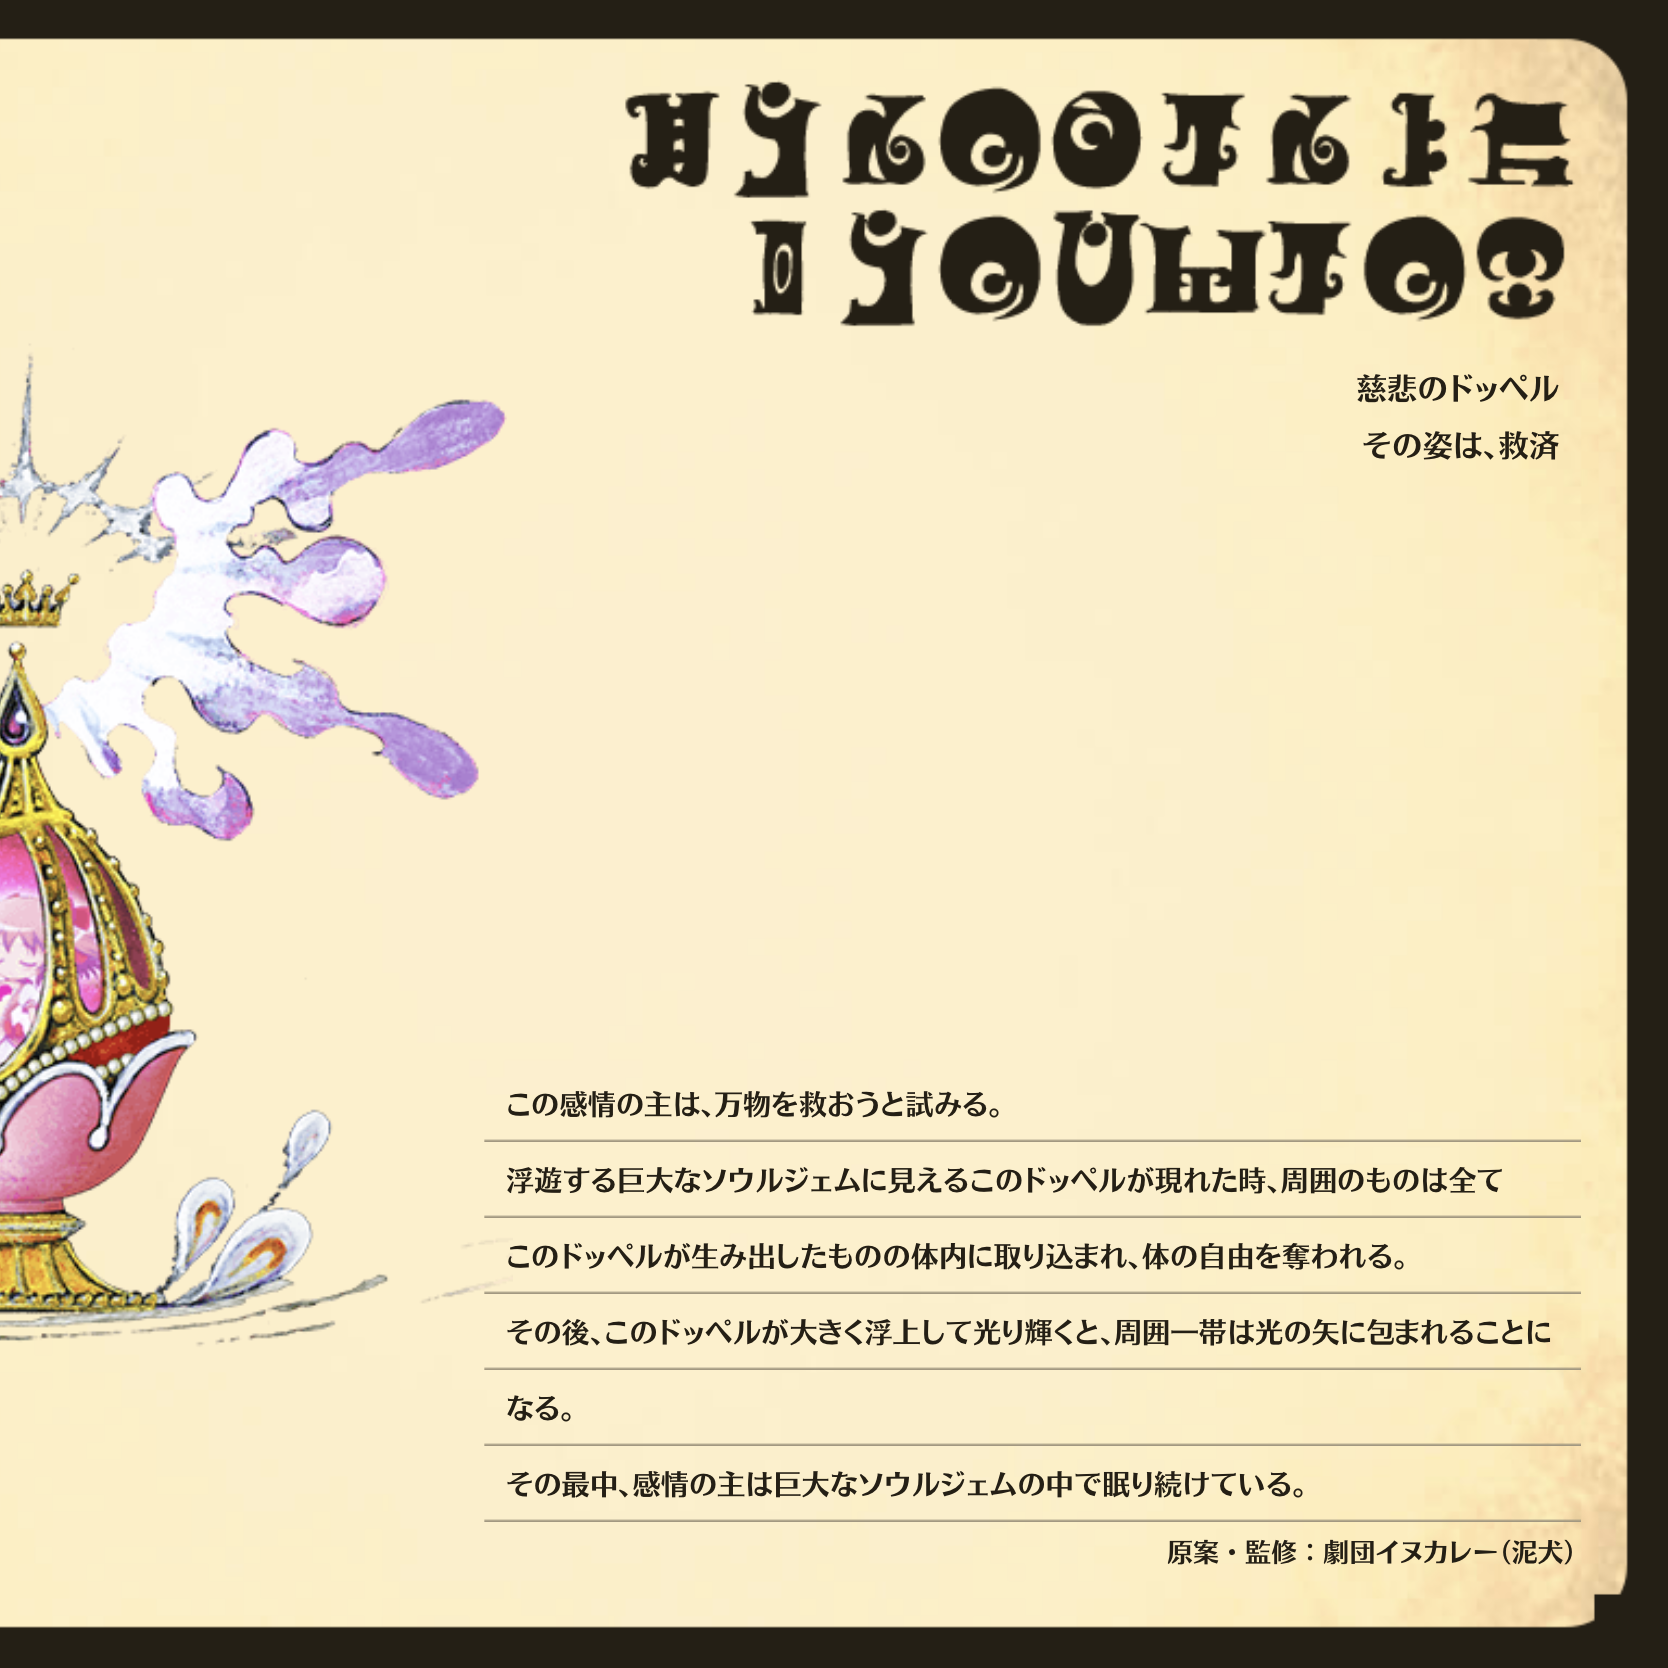 慈悲のドッペル
その姿は、救済
この感情の主は、万物を救おうと試みる。
浮遊する巨大なソウルジェムに見えるこのドッペルが現れた時、周囲のものは全て
このドッペルが生み出したものの体内に取り込まれ、体の自由を奪われる。
その後、このドッペルが大きく浮上して光り輝くと、周囲一帯は光の矢に包まれることに
なる。
その最中、感情の主は巨大なソウルジェムの中で眠り続けている。
原案・監修：劇団イヌカレー（泥犬）